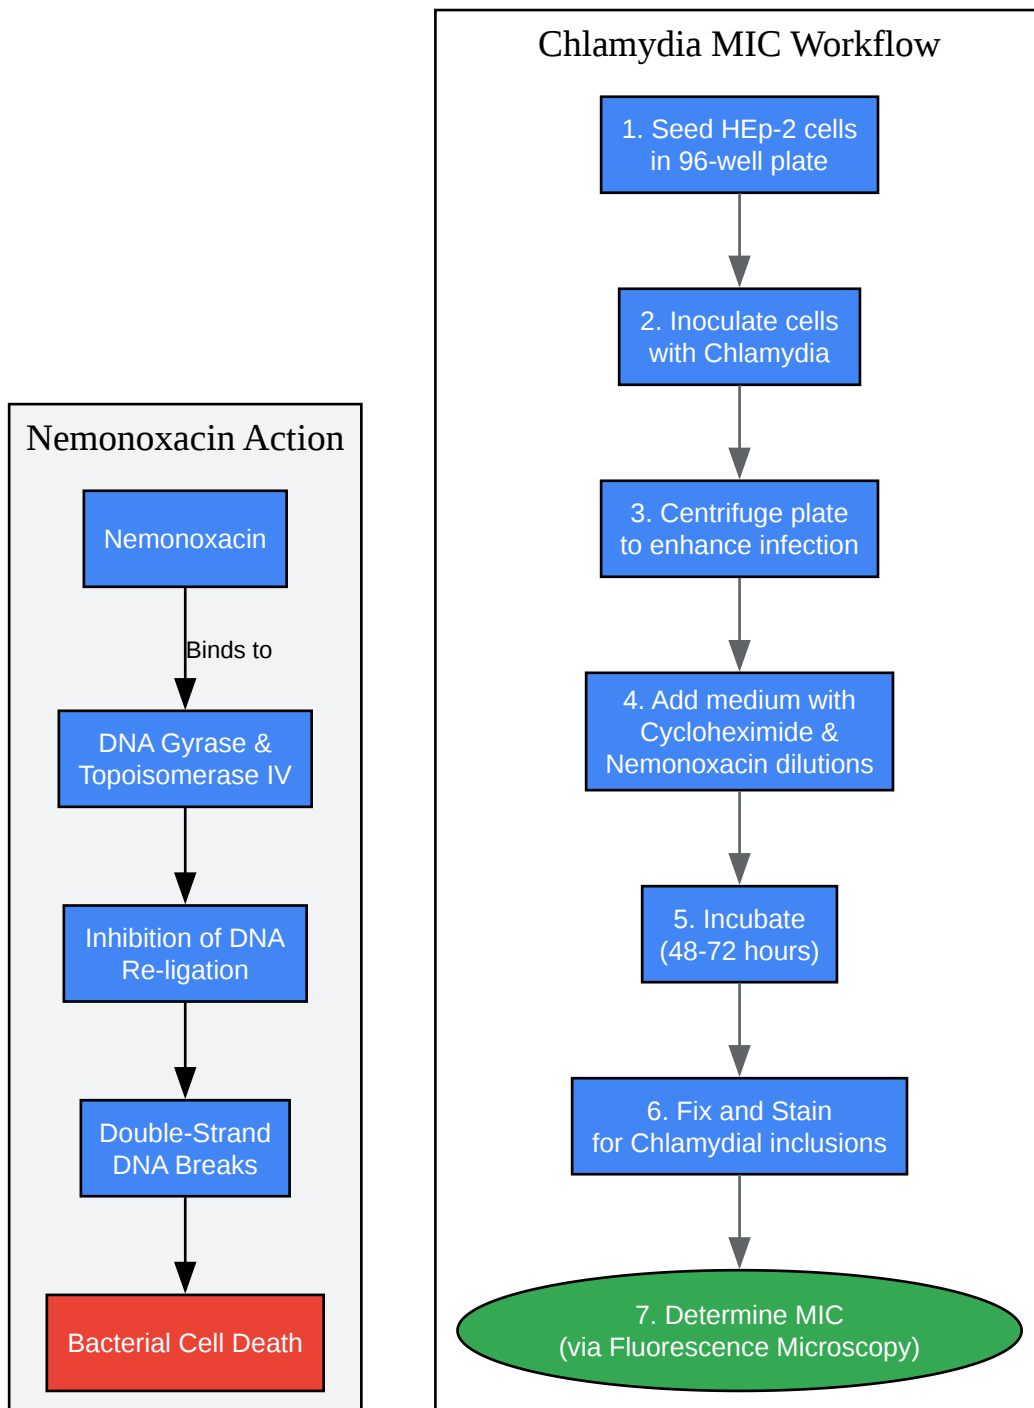 Nemonoxacin Action
Nemonoxacin
Binds to
DNA Gyrase &
Topoisomerase IV
Inhibition of DNA
Re-ligation
Double-Strand
DNA Breaks
Bacterial Cell Death
Chlamydia MIC Workflow
1. Seed HEp-2 cells
in 96-well plate
2. Inoculate cells
with Chlamydia
3. Centrifuge plate
to enhance infection
4. Add medium with
Cycloheximide &
Nemonoxacin dilutions
5. Incubate
(48-72 hours)
6. Fix and Stain
for Chlamydial inclusions
7. Determine MIC
(via Fluorescence Microscopy)